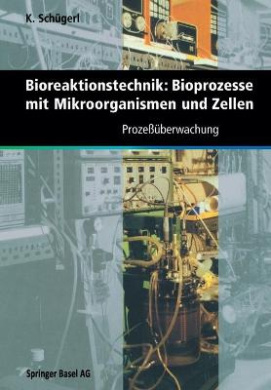 K. Schügerl
Bioreaktionstechnik: Bioprozesse
mit Mikroorganismen und Zellen
Prozeßüberwachung
Springer Basel AG